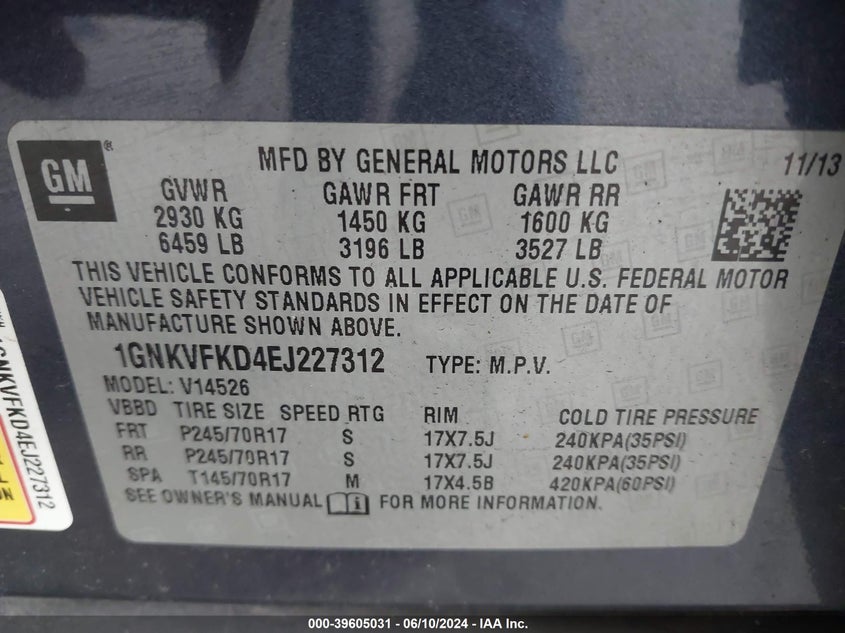 GM ®
MFD BY GENERAL MOTORS LLC 11/13
GVWR GAWR FRT GAWR RR
2930 KG 1450 KG 1600 KG
6459 LB 3196 LB 3527 LB
THIS VEHICLE CONFORMS TO ALL APPLICABLE U.S. FEDERAL MOTOR
VEHICLE SAFETY STANDARDS IN EFFECT ON THE DATE OF
MANUFACTURE SHOWN ABOVE.
1GNKVFKD4EJ227312 TYPE: M.P.V.
MODEL: V14526
VBBD TIRE SIZE SPEED RTG RIM COLD TIRE PRESSURE
FRT P245/70R17 S 17X7.5J 240KPA(35PSI)
RR P245/70R17 S 17X7.5J 240KPA(35PSI)
SPA T145/70R17 M 17X4.5B 420KPA(60PSI)
SEE OWNER'S MANUAL FOR MORE INFORMATION.
1GNKVFKD4EJ227312
000-39605031 - 06/10/2024 - IAA Inc.